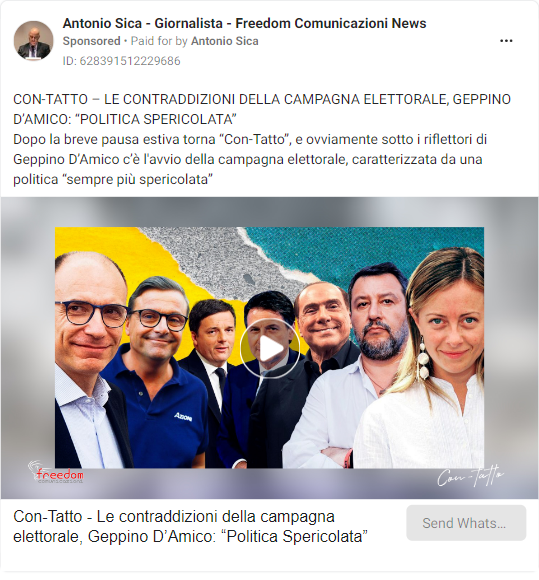 Antonio Sica - Giornalista - Freedom Comunicazioni News
Sponsored • Paid for by Antonio Sica
ID: 628391512229686
CON-TATTO – LE CONTRADDIZIONI DELLA CAMPAGNA ELETTORALE, GEPPINO
D’AMICO: “POLITICA SPERICOLATA”
Dopo la breve pausa estiva torna “Con-Tatto”, e ovviamente sotto i riflettori di
Geppino D’Amico c’è l'avvio della campagna elettorale, caratterizzata da una
politica “sempre più spericolata”
AZIONE
freedom
Con-Tatto
Con-Tatto - Le contraddizioni della campagna
elettorale, Geppino D’Amico: “Politica Spericolata”
Send Whats...